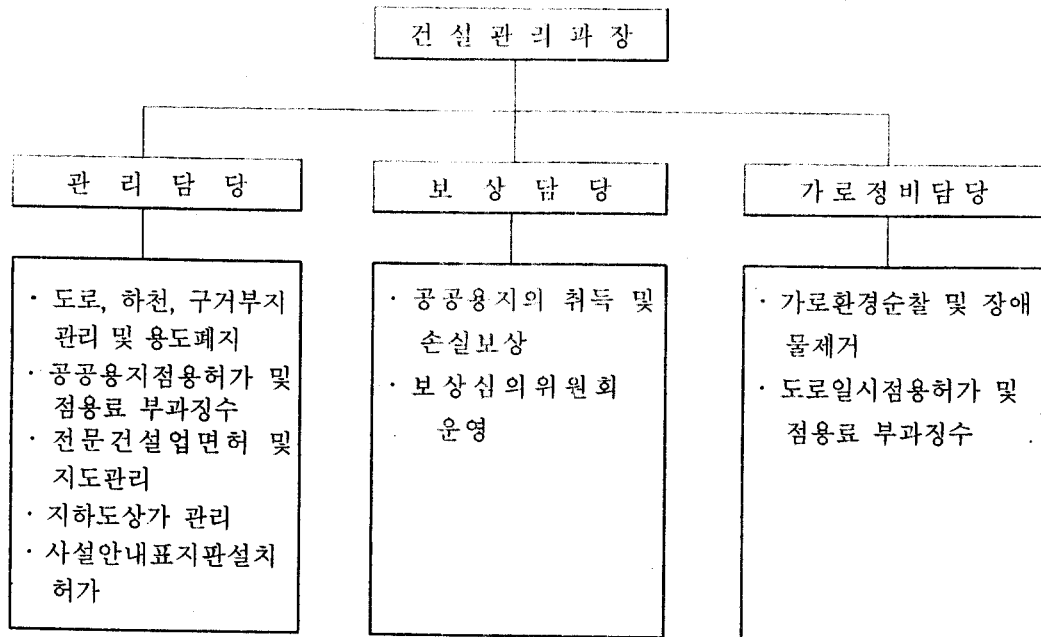 건설관리과장
관리담당
· 도로, 하천, 구거부지
관리 및 용도폐지
· 공공용지점용허가 및
점용료 부과징수
· 전문건설업면허 및
지도관리
· 지하도상가 관리
· 사설안내표지판설치
허가
보상담당
· 공공용지의 취득 및
손실보상
· 보상심의위원회
운영
가로정비담당
· 가로환경순찰 및 장애
물제거
· 도로일시점용허가 및
점용료 부과징수